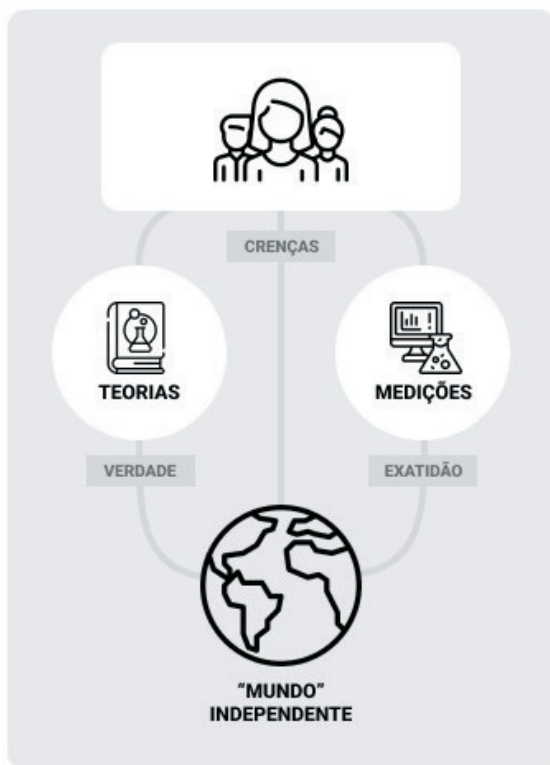 CRENÇAS
TEORIAS
MEDIÇÕES
VERDADE
EXATIDÃO
“MUNDO”
INDEPENDENTE